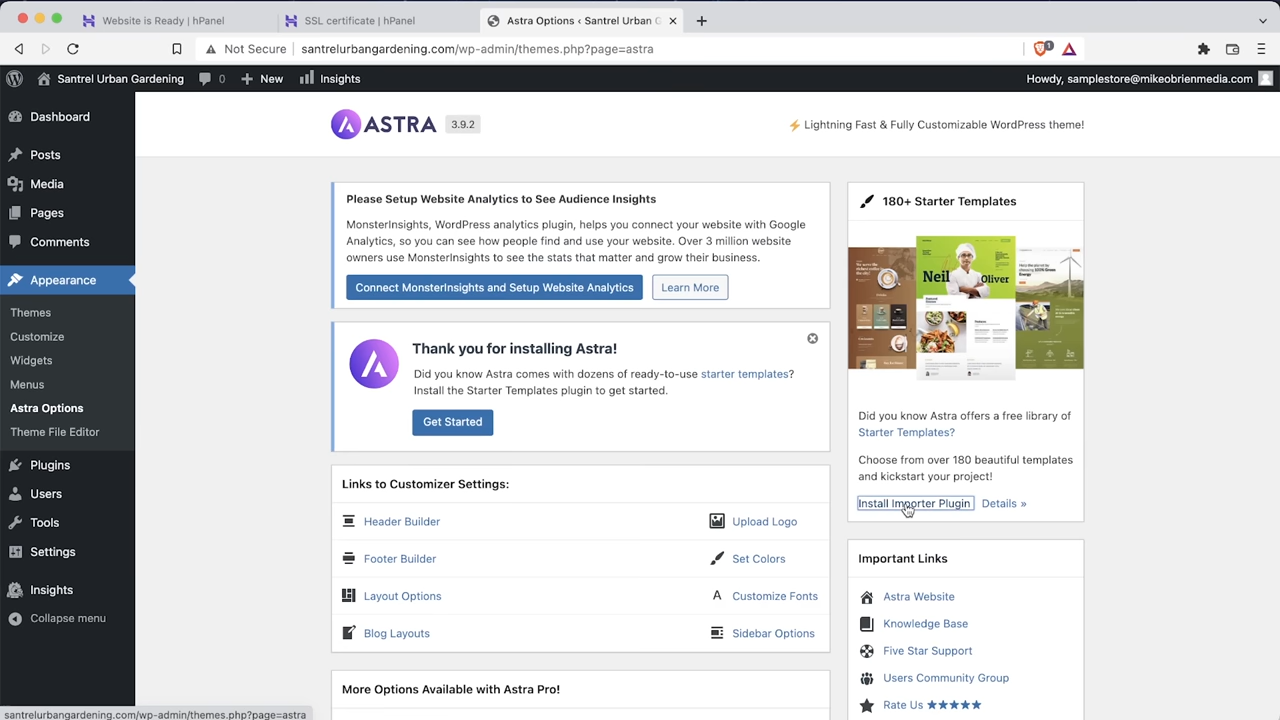 Website is Ready | hPanel
SSL certificate | hPanel
Astra Options ‹ Santrel Urban G
Not Secure
santrelurbangardening.com/wp-admin/themes.php?page=astra
1
Santrel Urban Gardening
0
New
Insights
Howdy, samplestore@mikeobrienmedia.com
Dashboard
Posts
Media
Pages
Comments
Appearance
Themes
Customize
Widgets
Menus
Astra Options
Theme File Editor
Plugins
Users
Tools
Settings
Insights
Collapse menu
ASTRA
3.9.2
⚡ Lightning Fast & Fully Customizable WordPress theme!
Please Setup Website Analytics to See Audience Insights
MonsterInsights, WordPress analytics plugin, helps you connect your website with Google
Analytics, so you can see how people find and use your website. Over 3 million website
owners use MonsterInsights to see the stats that matter and grow their business.
Connect MonsterInsights and Setup Website Analytics
Learn More
Thank you for installing Astra!
Did you know Astra comes with dozens of ready-to-use starter templates?
Install the Starter Templates plugin to get started.
Get Started
Links to Customizer Settings:
Header Builder
Upload Logo
Footer Builder
Set Colors
Layout Options
Customize Fonts
Blog Layouts
Sidebar Options
More Options Available with Astra Pro!
180+ Starter Templates
Neil
Oliver
Did you know Astra offers a free library of
Starter Templates?
Choose from over 180 beautiful templates
and kickstart your project!
Install Importer Plugin
Details »
Important Links
Astra Website
Knowledge Base
Five Star Support
Users Community Group
Rate Us ★★★★★
santrelurbangardening.com/wp-admin/themes.php?page=astra